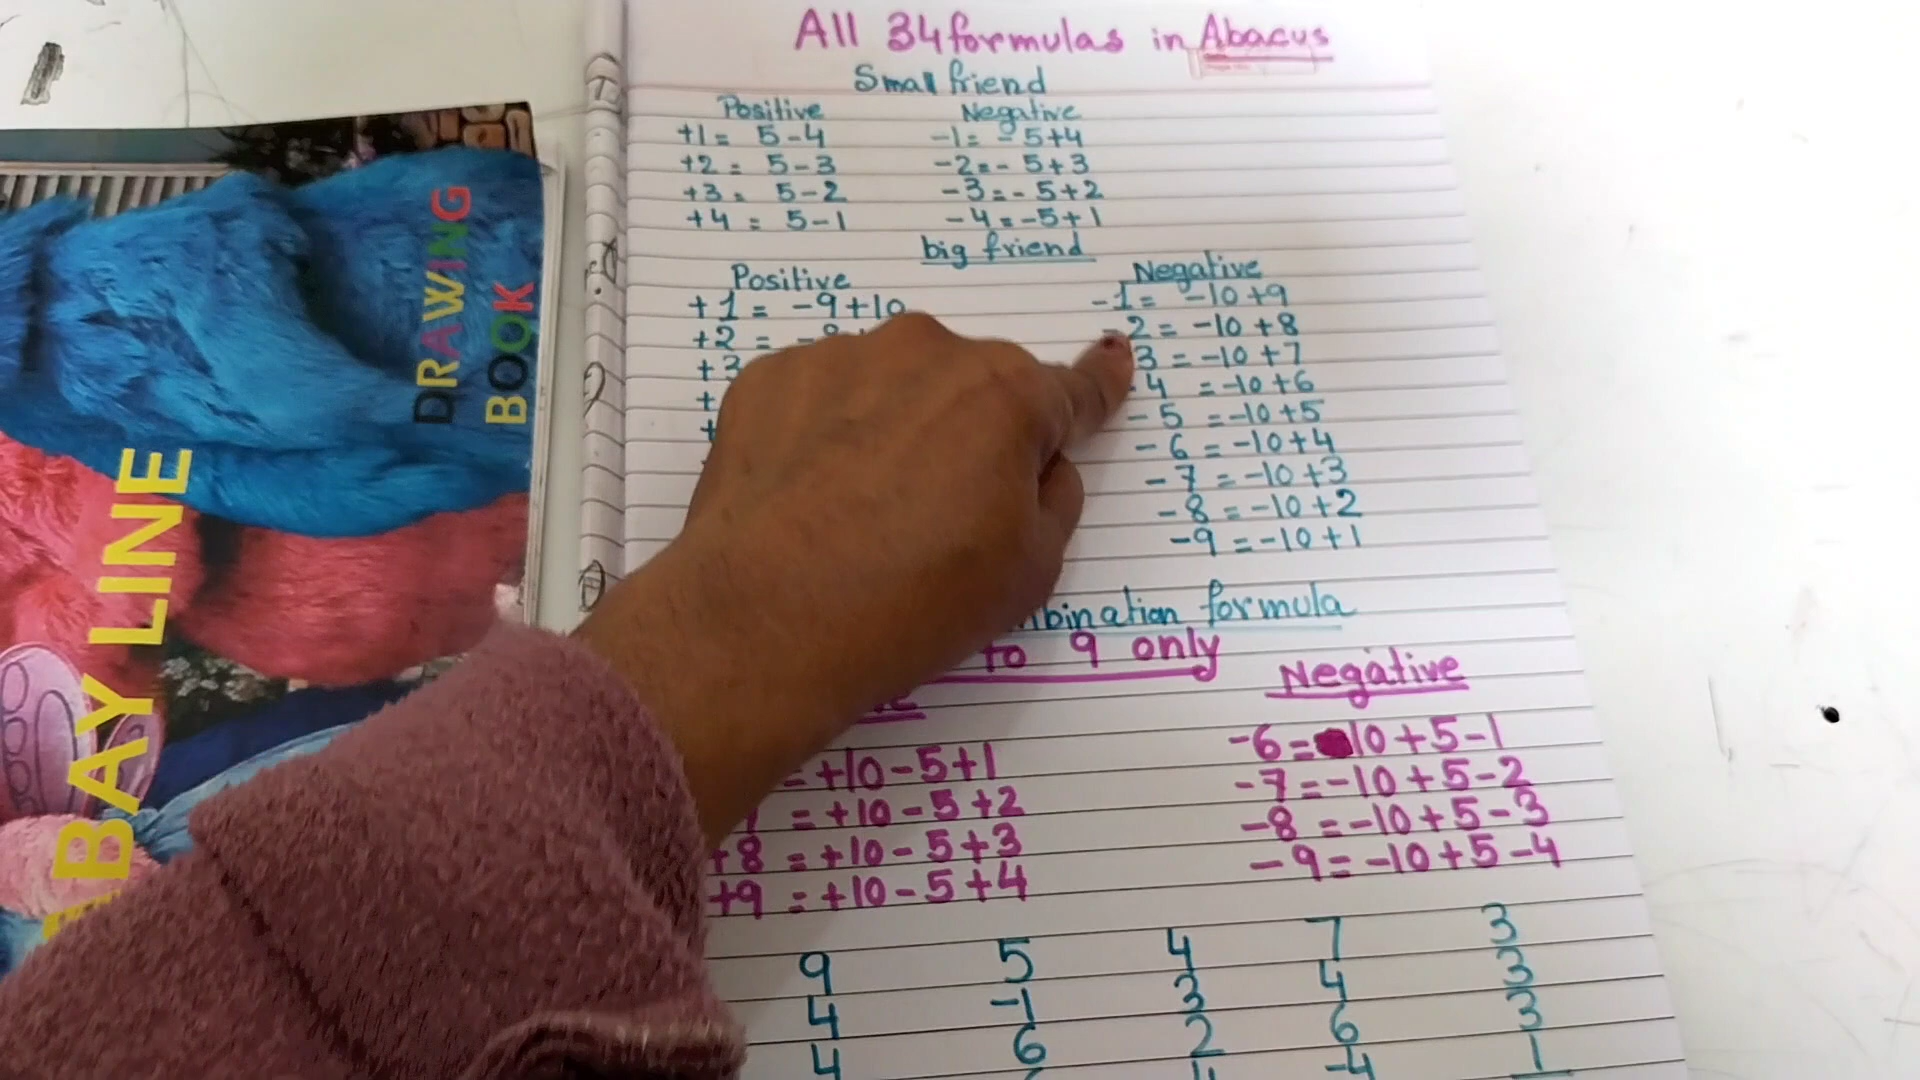 All 34 formulas in Abacus
Small friend
Positive Negative
+1 = 5-4 -1 = -5+4
+2 = 5-3 -2 = -5+3
+3 = 5-2 -3 = -5+2
+4 = 5-1 -4 = -5+1
big friend
Positive Negative
+1 = -9+10 -1 = -10+9
+2 = - -2 = -10+8
+3 3 = -10+7
+ 4 = -10+6
+ -5 = -10+5
-6 = -10+4
-7 = -10+3
-8 = -10+2
-9 = -10+1
bination formula
to 9 only
Negative
= +10-5+1 -6 = 10+5-1
= +10-5+2 -7 = -10+5-2
+8 = +10-5+3 -8 = -10+5-3
+9 = +10-5+4 -9 = -10+5-4
9 5 4 7 3
4 -1 3 4 3
4 6 2 6 3
-4 1
DRAWING
BOOK
BAY LINE